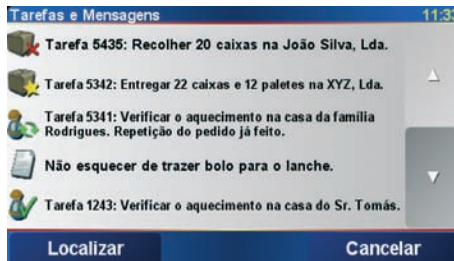 Tarefas e Mensagens 11:33
Tarefa 5435: Recolher 20 caixas na João Silva, Lda.
Tarefa 5342: Entregar 22 caixas e 12 paletes na XYZ, Lda.
Tarefa 5341: Verificar o aquecimento na casa da família
Rodrigues. Repetição do pedido já feito.
Não esquecer de trazer bolo para o lanche.
Tarefa 1243: Verificar o aquecimento na casa do Sr. Tomás.
Localizar Cancelar